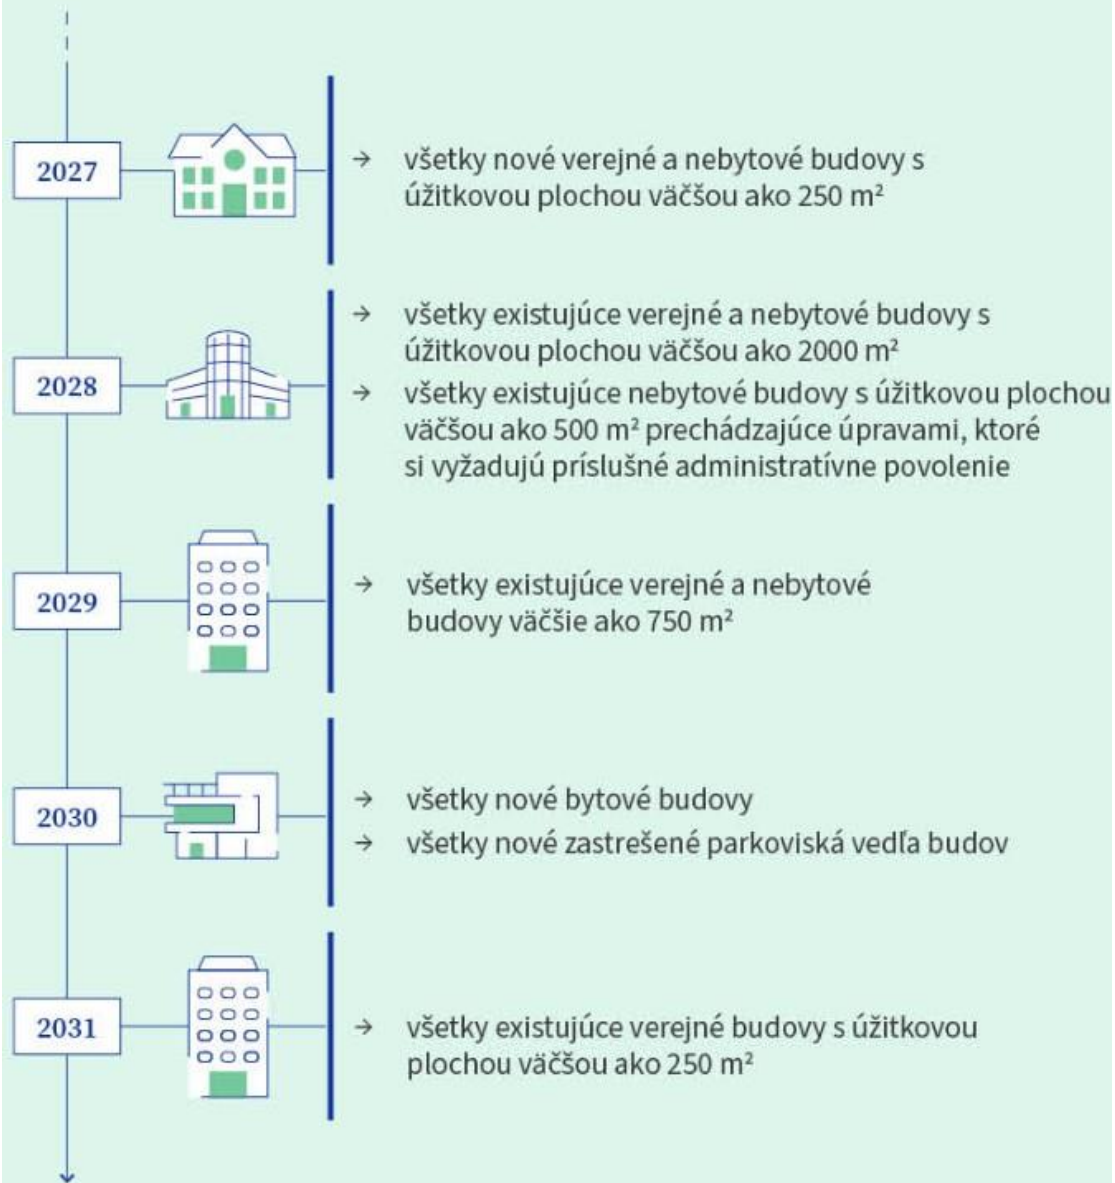 2027
→ všetky nové verejné a nebytové budovy s
úžitkovou plochou väčšou ako 250 m²
2028
→ všetky existujúce verejné a nebytové budovy s
úžitkovou plochou väčšou ako 2000 m²
→ všetky existujúce nebytové budovy s úžitkovou plochou
väčšou ako 500 m² prechádzajúce úpravami, ktoré
si vyžadujú príslušné administratívne povolenie
2029
→ všetky existujúce verejné a nebytové
budovy väčšie ako 750 m²
2030
→ všetky nové bytové budovy
→ všetky nové zastrešené parkoviská vedľa budov
2031
→ všetky existujúce verejné budovy s úžitkovou
plochou väčšou ako 250 m²